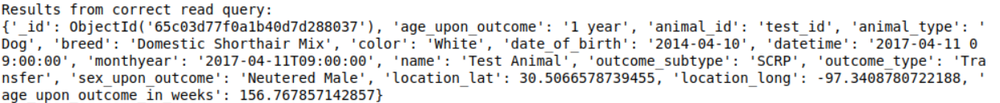 Results from correct read query:
{'_id': ObjectId('65c03d77f0a1b40d7d288037'), 'age_upon_outcome': '1 year', 'animal_id': 'test_id', 'animal_type': '
Dog', 'breed': 'Domestic Shorthair Mix', 'color': 'White', 'date_of_birth': '2014-04-10', 'datetime': '2017-04-11 0
9:00:00', 'monthyear': '2017-04-11T09:00:00', 'name': 'Test Animal', 'outcome_subtype': 'SCRP', 'outcome_type': 'Tra
nsfer', 'sex_upon_outcome': 'Neutered Male', 'location_lat': 30.5066578739455, 'location_long': -97.3408780722188, '
age_upon_outcome_in_weeks': 156.767857142857}